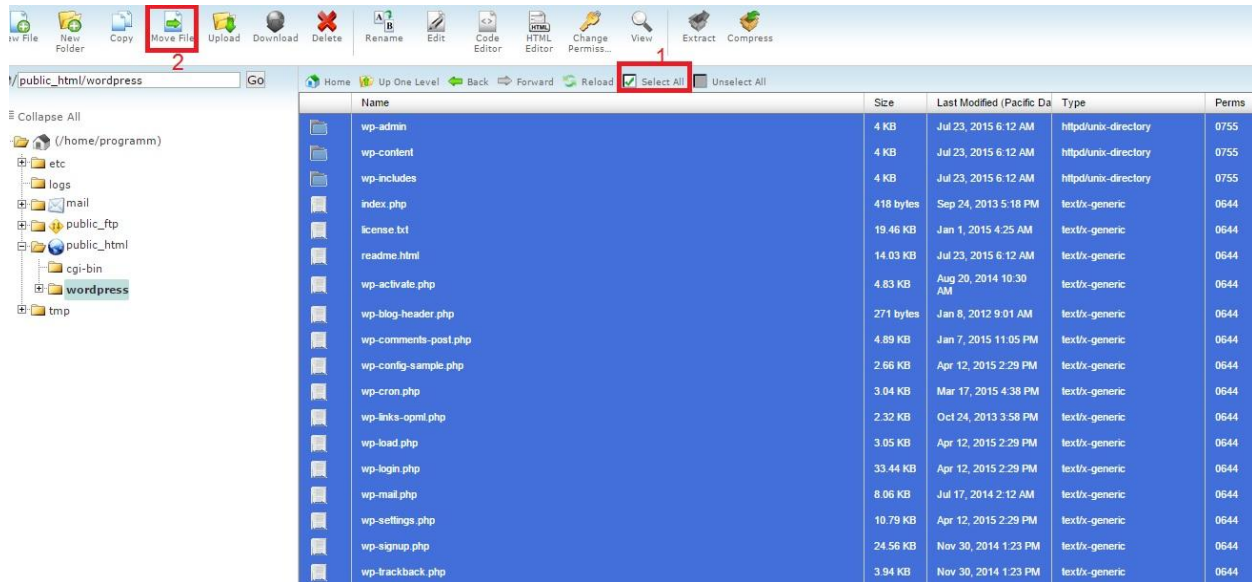 ew File New Folder Copy Move File Upload Download Delete Rename Edit Code Editor HTML Editor Change Permiss... View Extract Compress
A B <> HTML
2 1
/public_html/wordpress Go Home Up One Level Back Forward Reload Select All Unselect All
Name Size Last Modified (Pacific Da Type Perms
Collapse All
(/home/programm)
etc
logs
mail
public_ftp
public_html
cgi-bin
wordpress
tmp
wp-admin 4 KB Jul 23, 2015 6:12 AM httpd/unix-directory 0755
wp-content 4 KB Jul 23, 2015 6:12 AM httpd/unix-directory 0755
wp-includes 4 KB Jul 23, 2015 6:12 AM httpd/unix-directory 0755
index.php 418 bytes Sep 24, 2013 5:18 PM text/x-generic 0644
license.txt 19.46 KB Jan 1, 2015 4:25 AM text/x-generic 0644
readme.html 14.03 KB Jul 23, 2015 6:12 AM text/x-generic 0644
wp-activate.php 4.83 KB Aug 20, 2014 10:30 AM text/x-generic 0644
wp-blog-header.php 271 bytes Jan 8, 2012 9:01 AM text/x-generic 0644
wp-comments-post.php 4.89 KB Jan 7, 2015 11:05 PM text/x-generic 0644
wp-config-sample.php 2.66 KB Apr 12, 2015 2:29 PM text/x-generic 0644
wp-cron.php 3.04 KB Mar 17, 2015 4:38 PM text/x-generic 0644
wp-links-opml.php 2.32 KB Oct 24, 2013 3:58 PM text/x-generic 0644
wp-load.php 3.05 KB Apr 12, 2015 2:29 PM text/x-generic 0644
wp-login.php 33.44 KB Apr 12, 2015 2:29 PM text/x-generic 0644
wp-mail.php 8.06 KB Jul 17, 2014 2:12 AM text/x-generic 0644
wp-settings.php 10.79 KB Apr 12, 2015 2:29 PM text/x-generic 0644
wp-signup.php 24.56 KB Nov 30, 2014 1:23 PM text/x-generic 0644
wp-trackback.php 3.94 KB Nov 30, 2014 1:23 PM text/x-generic 0644